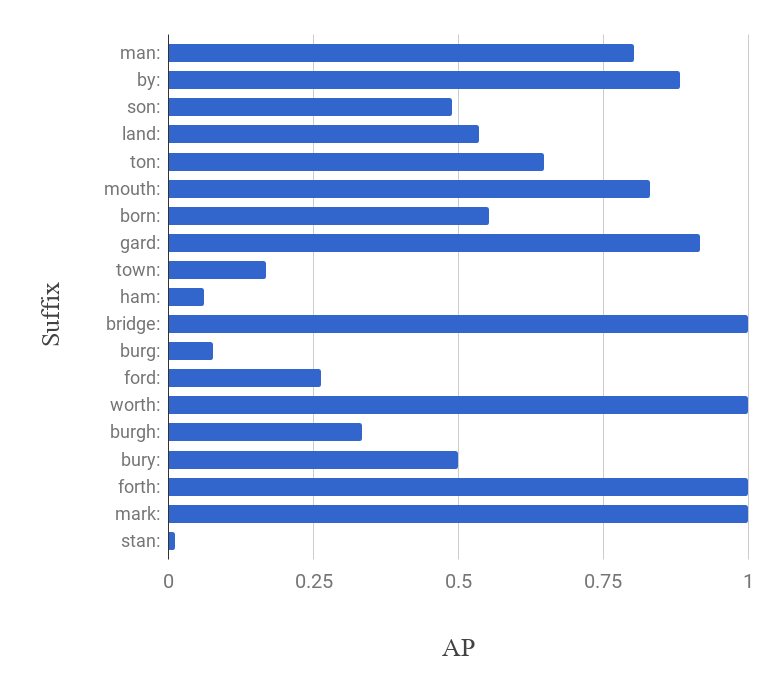 man:
by:
son:
land:
ton:
mouth:
born:
gard:
town:
ham:
bridge:
burg:
ford:
worth:
burgh:
bury:
forth:
mark:
stan:
Suffix
0 0.25 0.5 0.75 1
AP